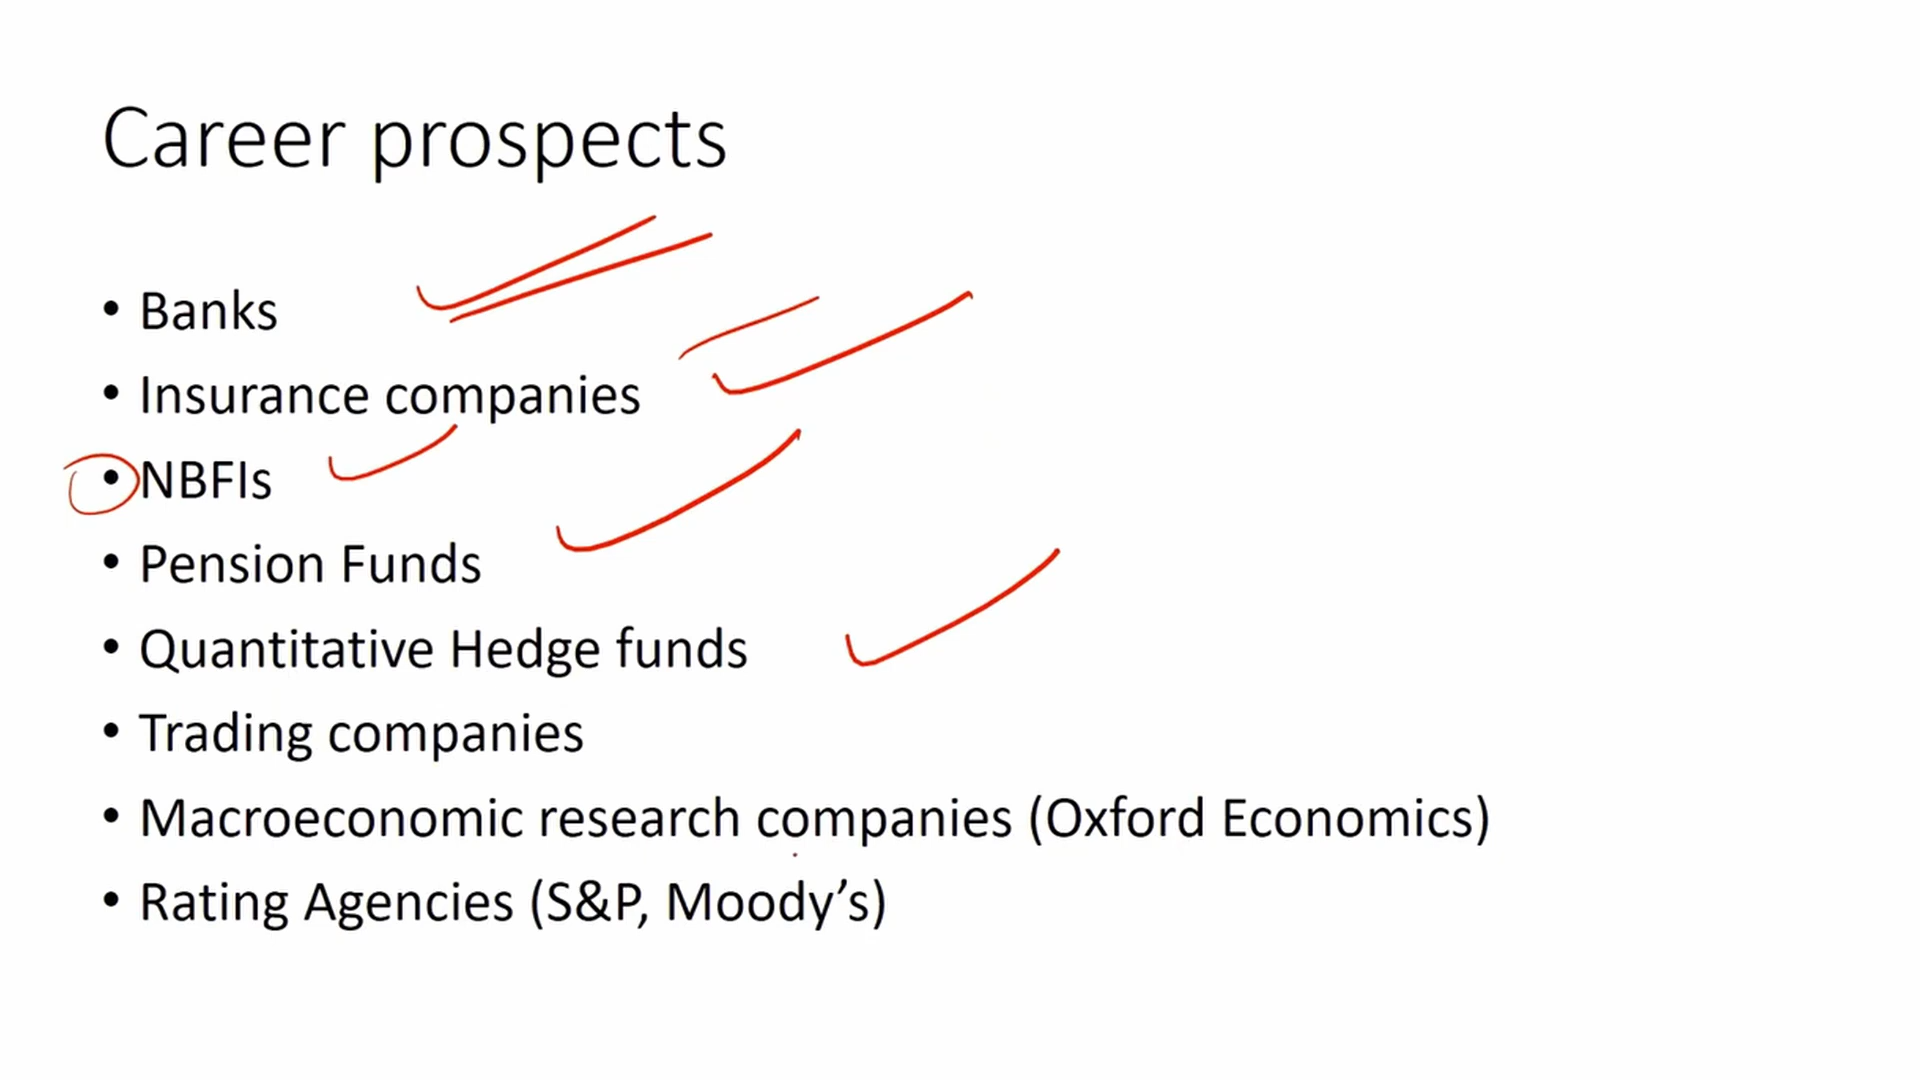 Career prospects
• Banks
• Insurance companies
• NBFIs
• Pension Funds
• Quantitative Hedge funds
• Trading companies
• Macroeconomic research companies (Oxford Economics)
• Rating Agencies (S&P, Moody’s)